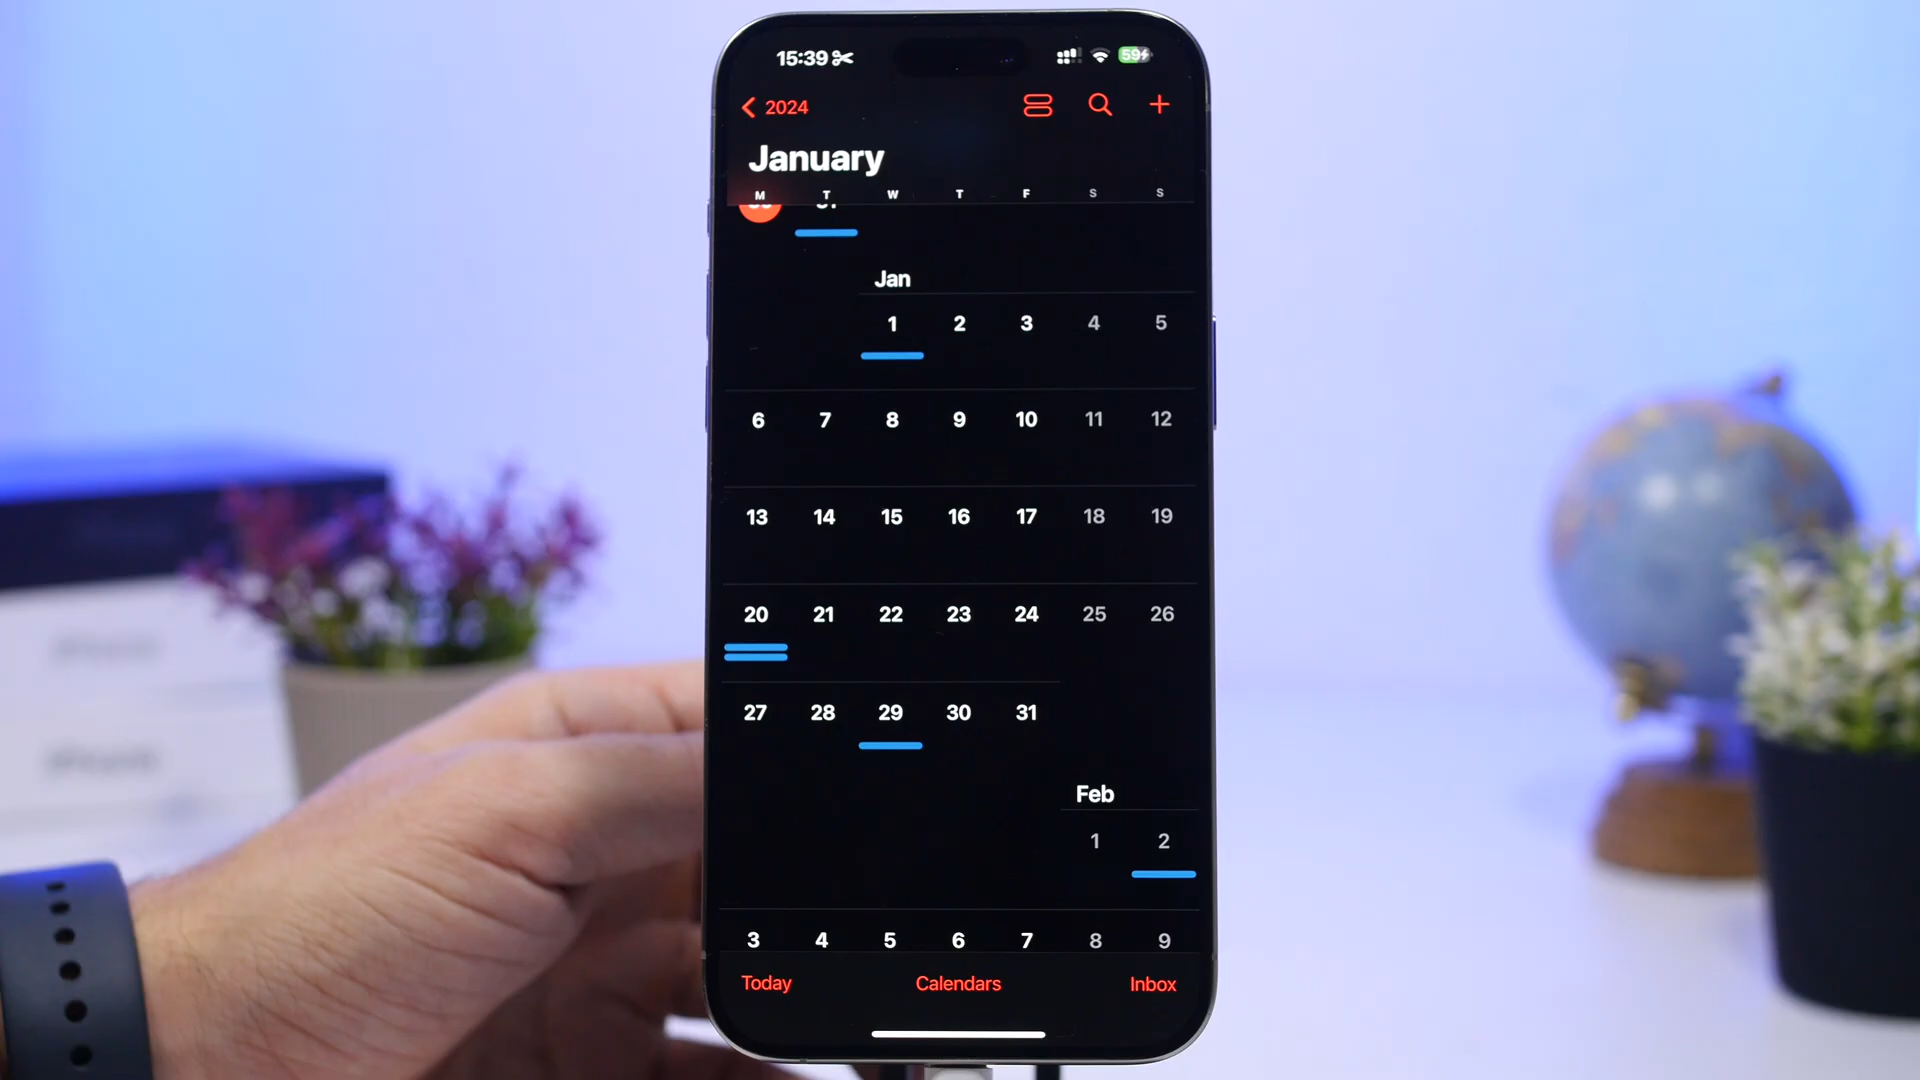 15:39
59
2024
January
M T W T F S S
Jan
1 2 3 4 5
6 7 8 9 10 11 12
13 14 15 16 17 18 19
20 21 22 23 24 25 26
27 28 29 30 31
Feb
1 2
3 4 5 6 7 8 9
Today Calendars Inbox